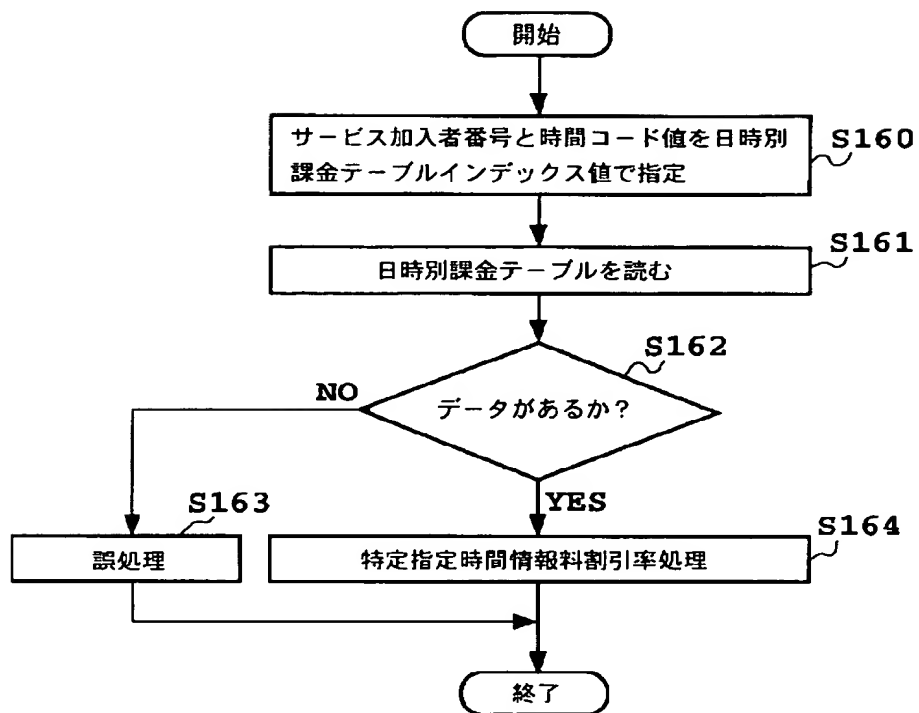 開始
サービス加入者番号と時間コード値を日時別
課金テーブルインデックス値で指定
S160
日時別課金テーブルを読む
S161
データがあるか?
S162
NO
YES
誤処理
S163
特定指定時間情報料割引率処理
S164
終了